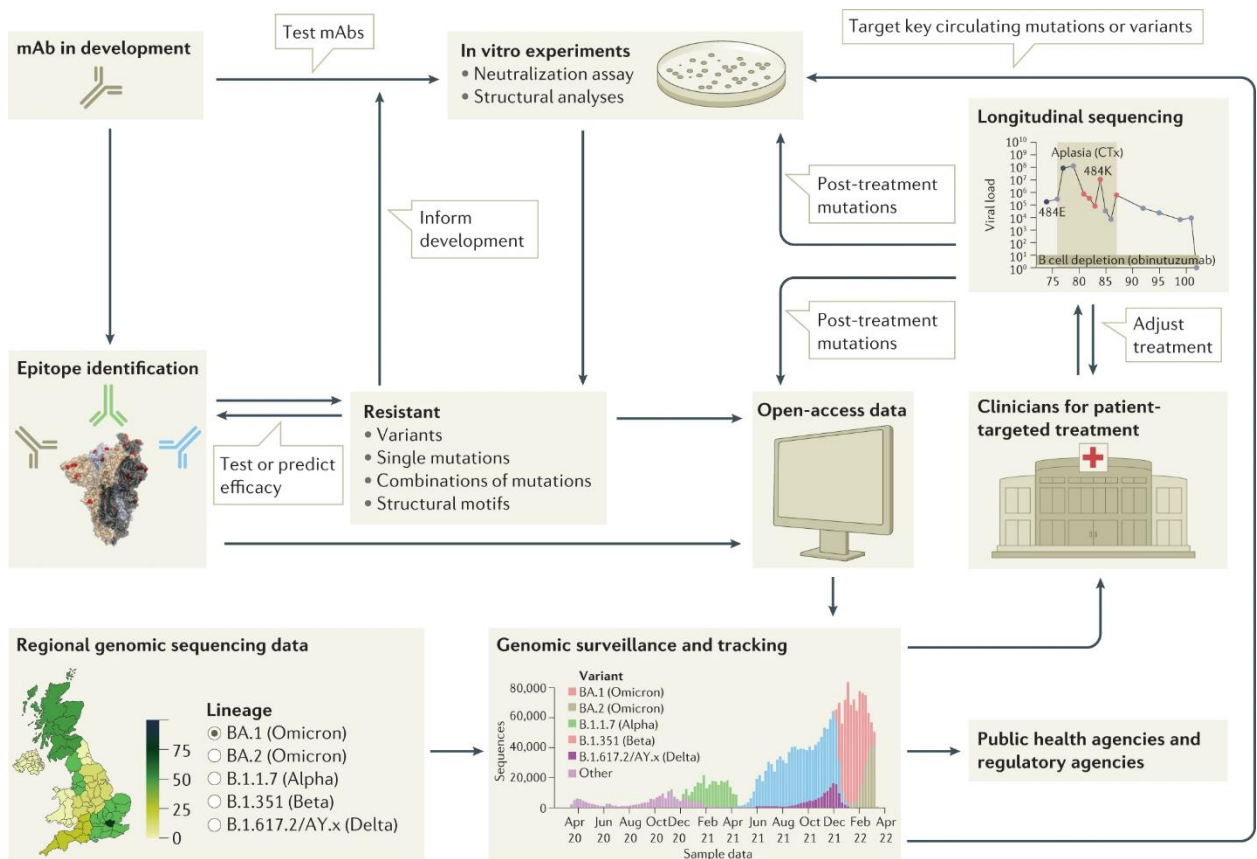 mAb in development
Test mAbs
In vitro experiments
• Neutralization assay
• Structural analyses
Target key circulating mutations or variants
Longitudinal sequencing
10¹⁰
10⁹
10⁸
10⁷
10⁶
10⁵
10⁴
10³
10²
10¹
10⁰
Viral load
Aplasia (CTx)
484K
484E
B cell depletion (obinutuzumab)
75 80 85 90 95 100
Post-treatment
mutations
Inform
development
Post-treatment
mutations
Adjust
treatment
Epitope identification
Test or predict
efficacy
Resistant
• Variants
• Single mutations
• Combinations of mutations
• Structural motifs
Open-access data
Clinicians for patient-
targeted treatment
Regional genomic sequencing data
75
50
25
0
Lineage
BA.1 (Omicron)
BA.2 (Omicron)
B.1.1.7 (Alpha)
B.1.351 (Beta)
B.1.617.2/AY.x (Delta)
Genomic surveillance and tracking
80,000
60,000
40,000
20,000
0
Sequences
Variant
BA.1 (Omicron)
BA.2 (Omicron)
B.1.1.7 (Alpha)
B.1.351 (Beta)
B.1.617.2/AY.x (Delta)
Other
Apr Jun Aug Oct Dec Feb Apr Jun Aug Oct Dec Feb Apr
20 20 20 20 20 21 21 21 21 21 21 22 22
Sample data
Public health agencies and
regulatory agencies